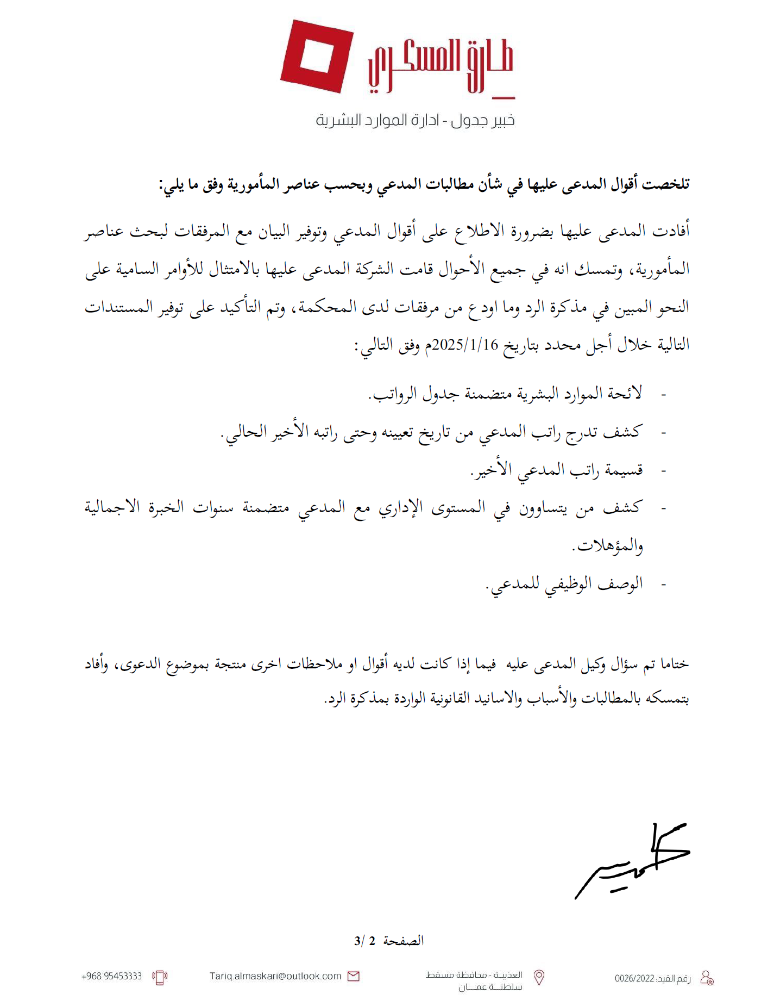 طارق المسكري
خبير جدول - ادارة الموارد البشرية
تلخصت أقوال المدعى عليها في شأن مطالبات المدعي وبحسب عناصر المأمورية وفق ما يلي:
أفادت المدعى عليها بضرورة الاطلاع على أقوال المدعي وتوفير البيان مع المرفقات لبحث عناصر
المأمورية، وتمسك انه في جميع الأحوال قامت الشركة المدعى عليها بالامتثال للأوامر السامية على
النحو المبين في مذكرة الرد وما اودع من مرفقات لدى المحكمة، وتم التأكيد على توفير المستندات
التالية خلال أجل محدد بتاريخ 2025/1/16م وفق التالي:
- لائحة الموارد البشرية متضمنة جدول الرواتب.
- كشف تدرج راتب المدعي من تاريخ تعيينه وحتى راتبه الأخير الحالي.
- قسيمة راتب المدعي الأخير.
- كشف من يتساوون في المستوى الإداري مع المدعي متضمنة سنوات الخبرة الاجمالية
والمؤهلات.
- الوصف الوظيفي للمدعي.
ختاما تم سؤال وكيل المدعى عليه فيما إذا كانت لديه أقوال او ملاحظات اخرى منتجة بموضوع الدعوى، وأفاد
بتمسكه بالمطالبات والأسباب والاسانيد القانونية الواردة بمذكرة الرد.
الصفحة 2 /3
رقم القيد: 0026/2022
العذيبة - محافظة مسقط
سلطنة عمان
Tariq.almaskari@outlook.com
+968 95453333